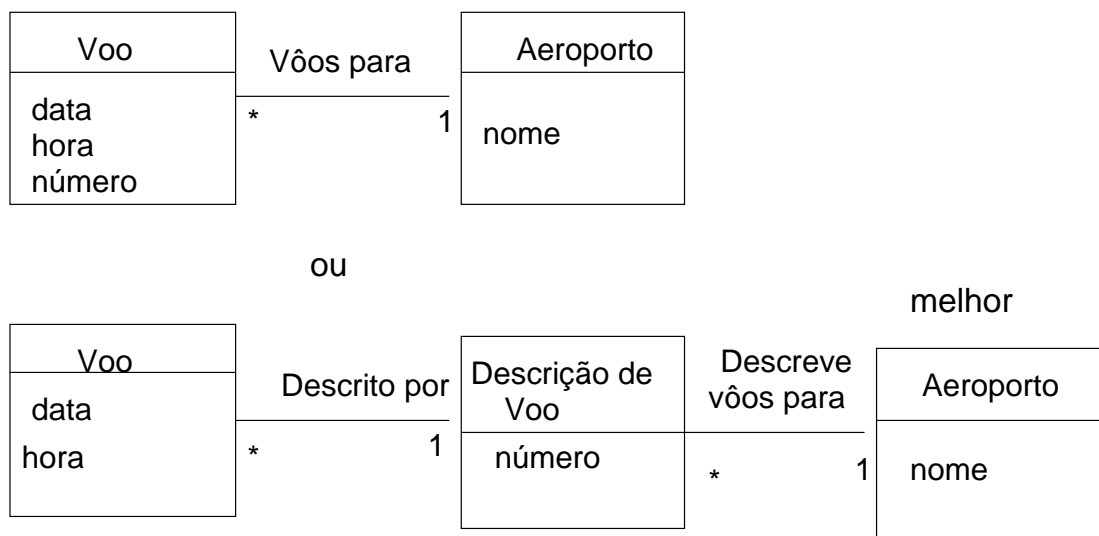 Voo
Vôos para
Aeroporto
data
hora
número
*
1
nome
ou
melhor
Voo
Descrito por
Descrição de
Voo
Descreve
vôos para
Aeroporto
data
hora
*
1
número
*
1
nome